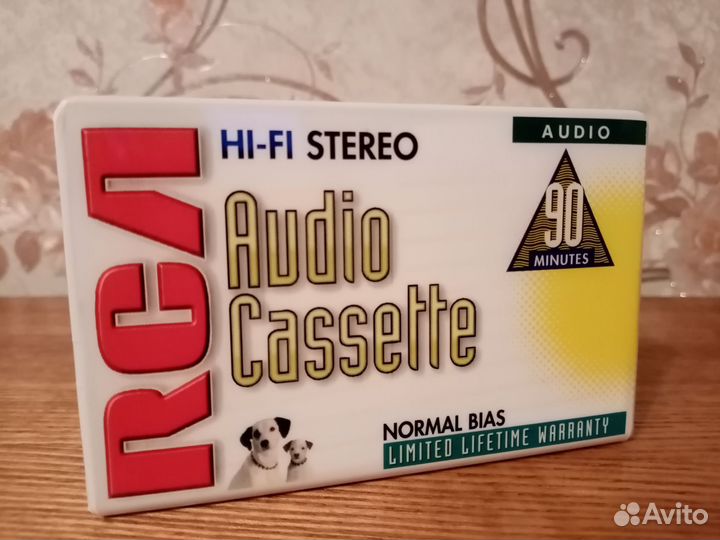 RCA
HI-FI STEREO
Audio
Cassette
AUDIO
90
MINUTES
NORMAL BIAS
LIMITED LIFETIME WARRANTY
Avito